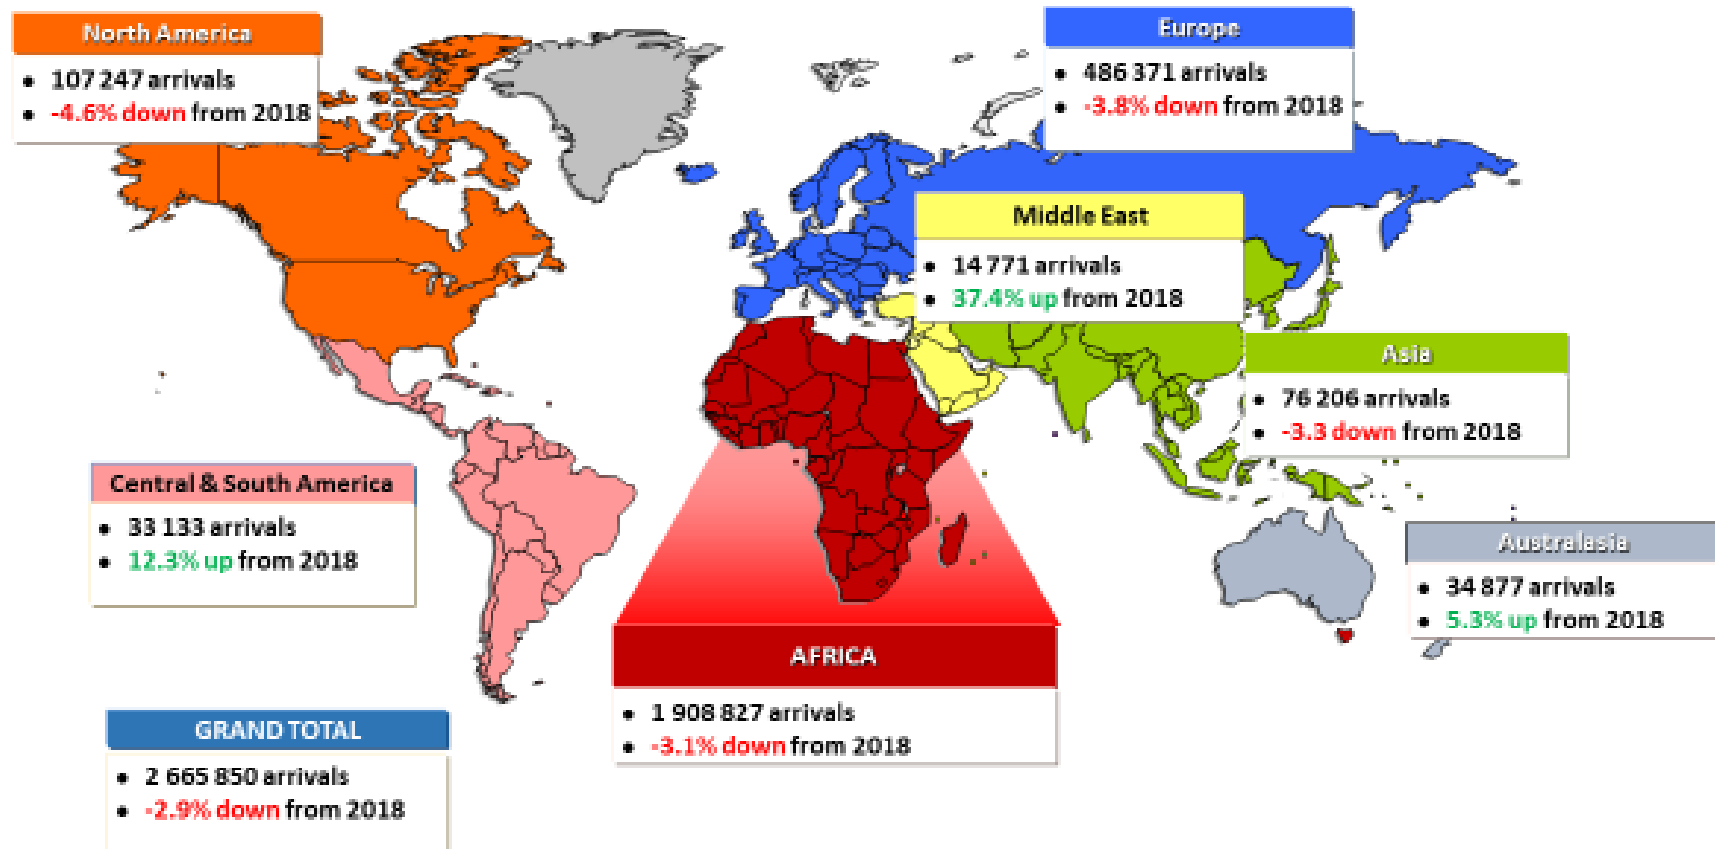 North America
• 107 247 arrivals
• -4.6% down from 2018
Europe
• 486 371 arrivals
• -3.8% down from 2018
Middle East
• 14 771 arrivals
• 37.4% up from 2018
Asia
• 76 206 arrivals
• -3.3 down from 2018
Central & South America
• 33 133 arrivals
• 12.3% up from 2018
Australasia
• 34 877 arrivals
• 5.3% up from 2018
AFRICA
• 1 908 827 arrivals
• -3.1% down from 2018
GRAND TOTAL
• 2 665 850 arrivals
• -2.9% down from 2018